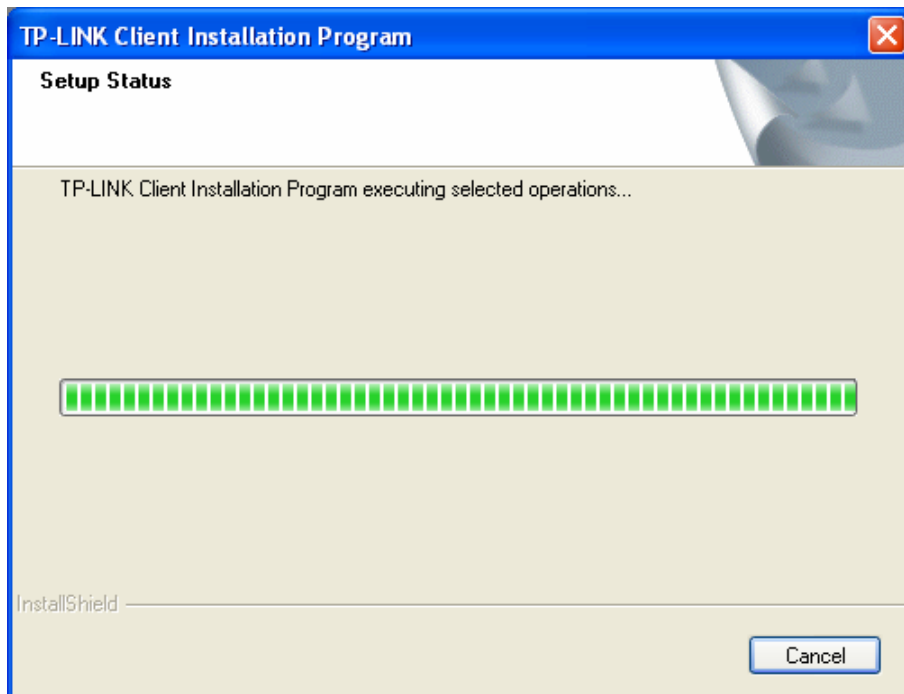 TP-LINK Client Installation Program
Setup Status
TP-LINK Client Installation Program executing selected operations...
InstallShield
Cancel